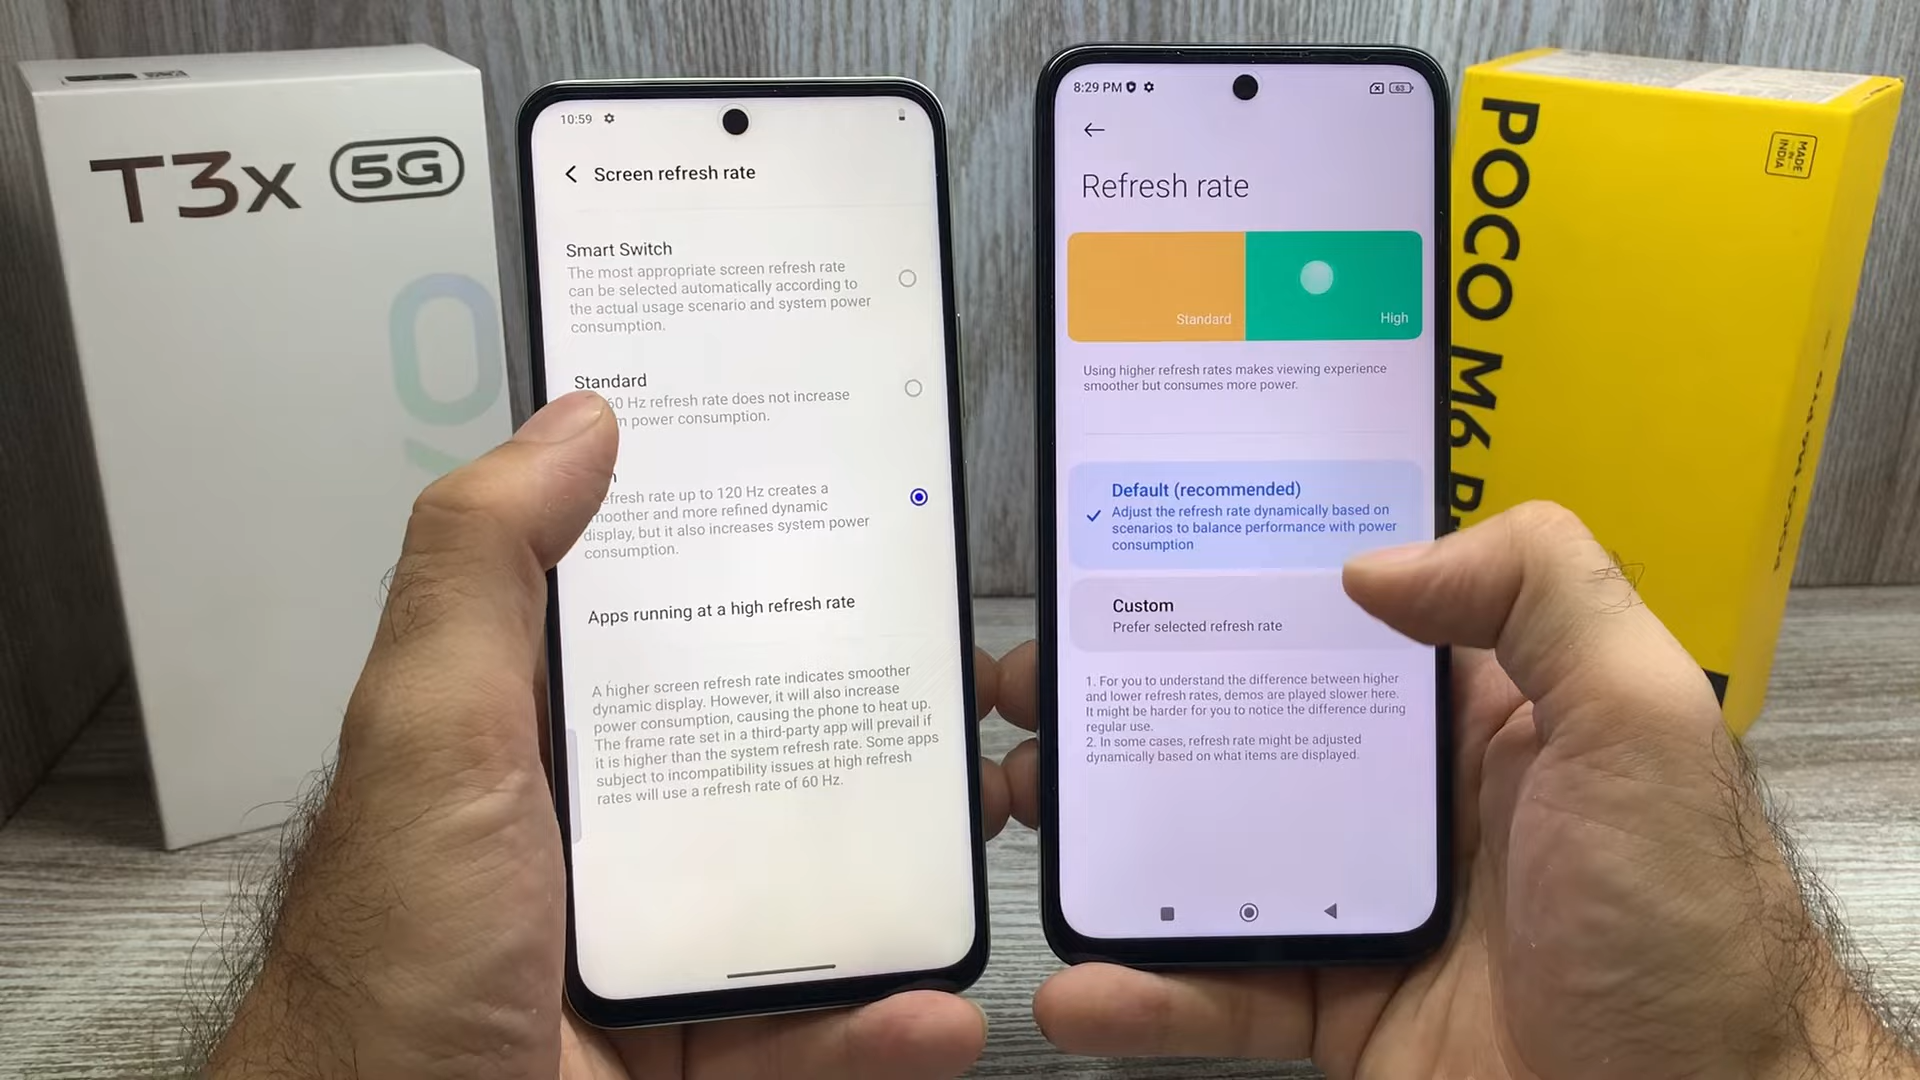 T3x 5G
10:59
Screen refresh rate
Smart Switch
The most appropriate screen refresh rate
can be selected automatically according to
the actual usage scenario and system power
consumption.
Standard
60 Hz refresh rate does not increase
power consumption.
refresh rate up to 120 Hz creates a
smoother and more refined dynamic
display, but it also increases system power
consumption.
Apps running at a high refresh rate
A higher screen refresh rate indicates smoother
dynamic display. However, it will also increase
power consumption, causing the phone to heat up.
The frame rate set in a third-party app will prevail if
it is higher than the system refresh rate. Some apps
subject to incompatibility issues at high refresh
rates will use a refresh rate of 60 Hz.
8:29 PM
63
Refresh rate
Standard
High
Using higher refresh rates makes viewing experience
smoother but consumes more power.
Default (recommended)
Adjust the refresh rate dynamically based on
scenarios to balance performance with power
consumption
Custom
Prefer selected refresh rate
1. For you to understand the difference between higher
and lower refresh rates, demos are played slower here.
It might be harder for you to notice the difference during
regular use.
2. In some cases, refresh rate might be adjusted
dynamically based on what items are displayed.
POCO M6 P
MADE
in
INDIA
POCO M6 Pro